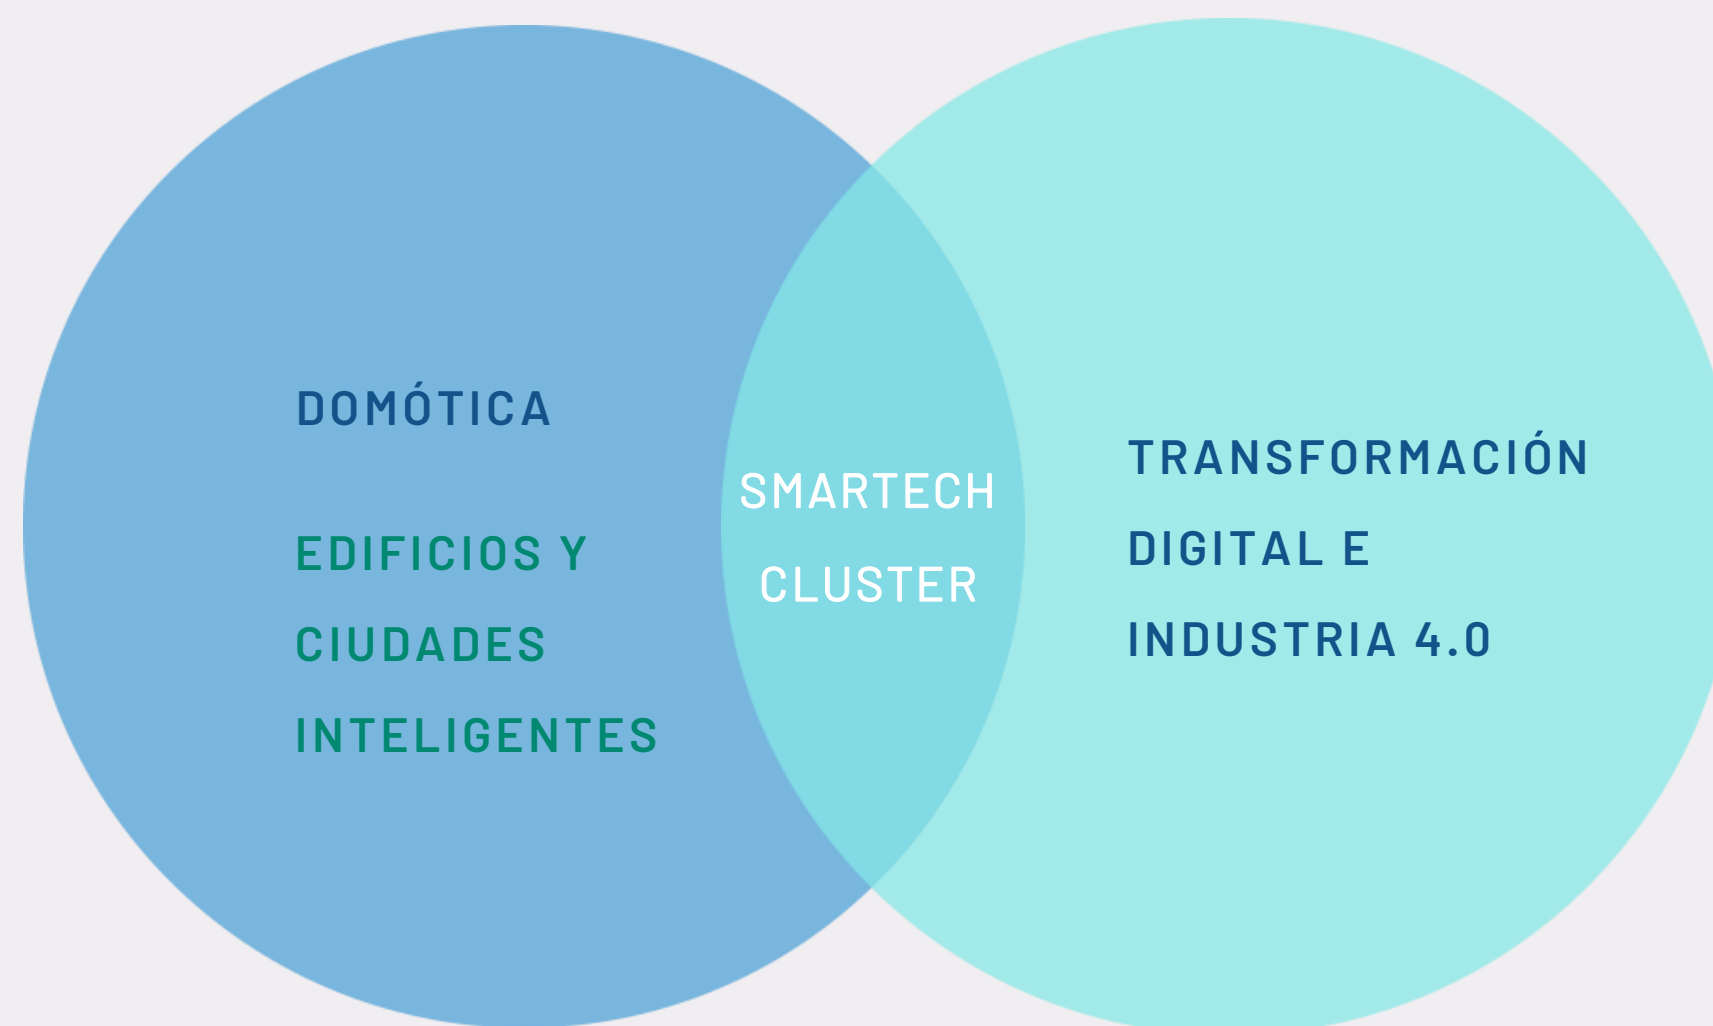 DOMÓTICA
EDIFICIOS Y
CIUDADES
INTELIGENTES
SMARTECH
CLUSTER
TRANSFORMACIÓN
DIGITAL E
INDUSTRIA 4.0